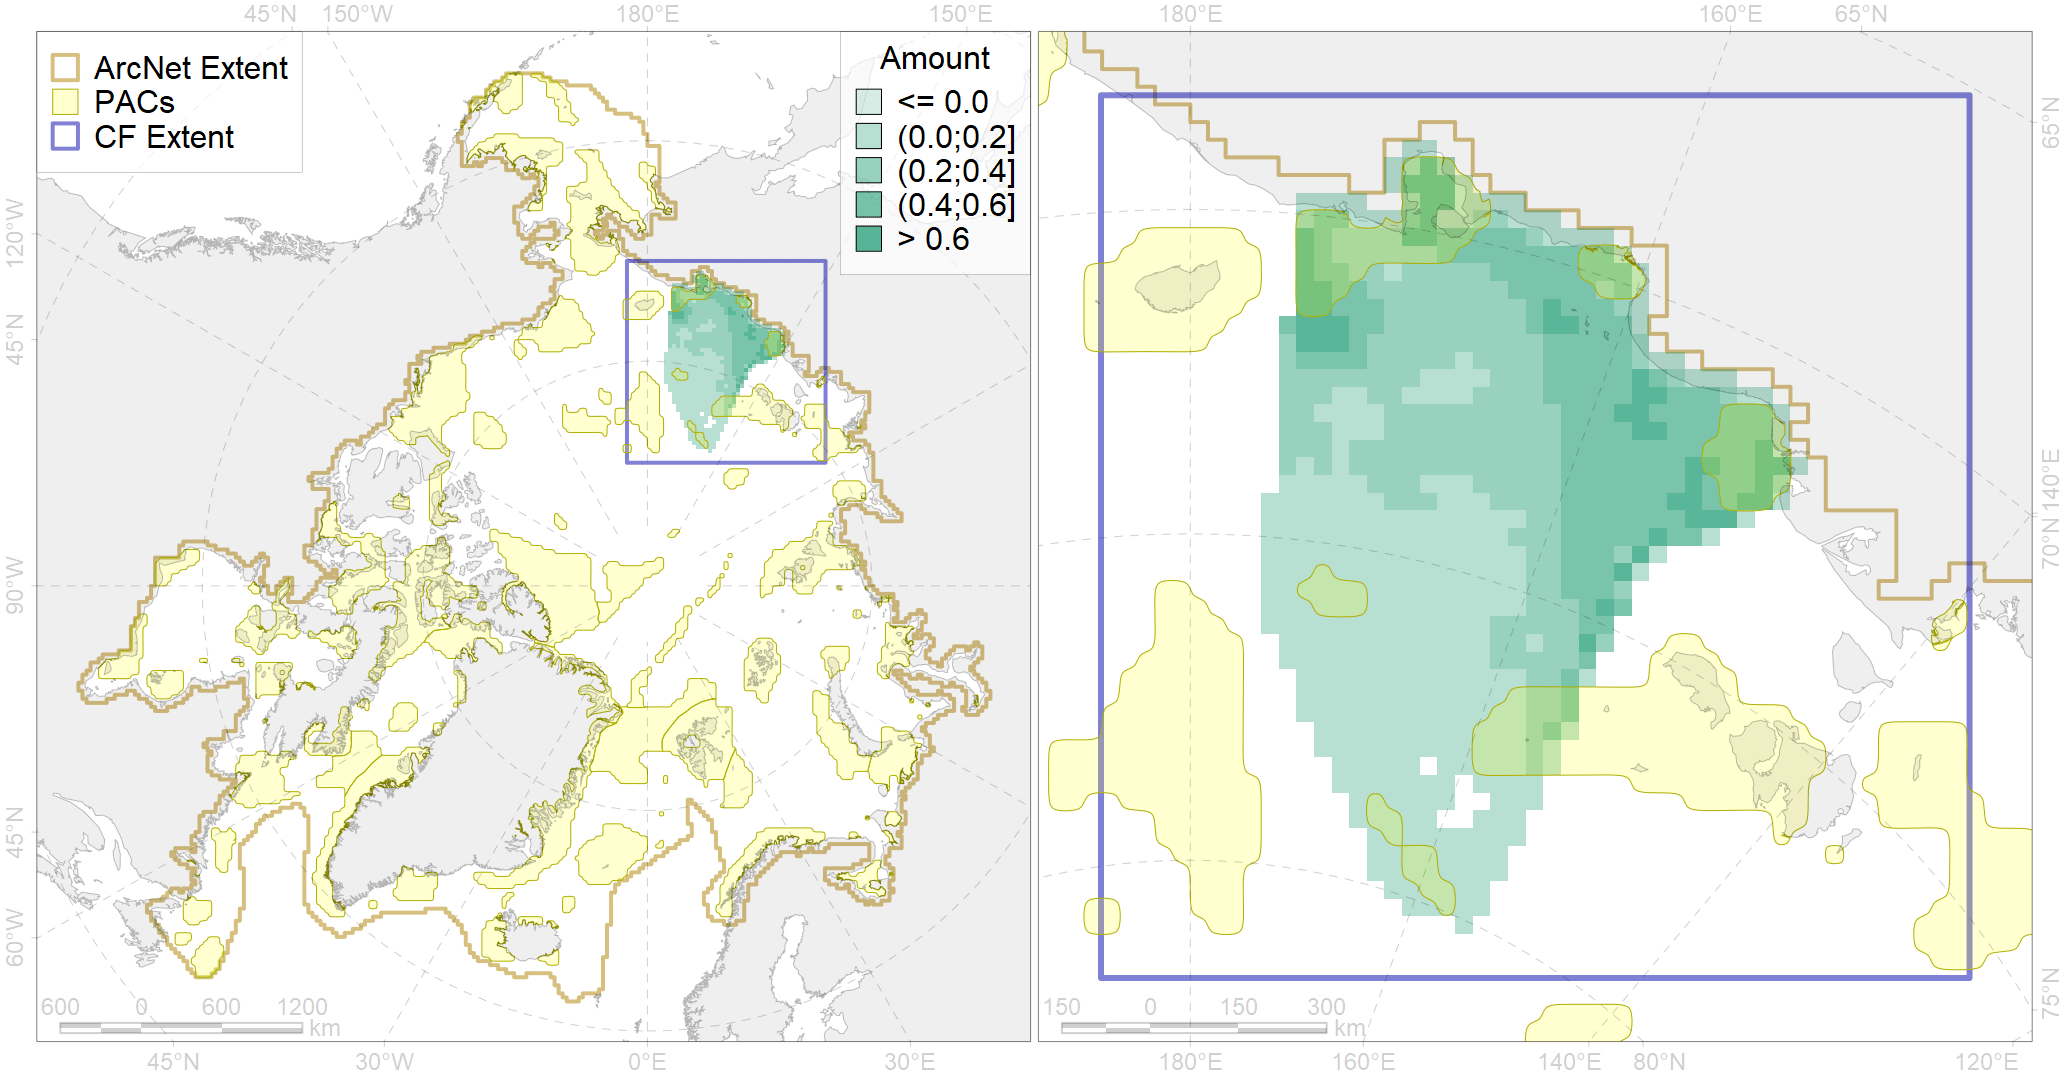 45°N 150°W 180°E 150°E 180°E 160°E 65°N
ArcNet Extent
PACs
CF Extent
Amount
<= 0.0
(0.0;0.2]
(0.2;0.4]
(0.4;0.6]
> 0.6
120°W
45°N
90°W
45°N
60°W
65°N
140°E
70°N
75°N
600 0 600 1200
km
150 0 150 300
km
45°N 30°W 0°E 30°E 180°E 160°E 140°E 80°N 120°E